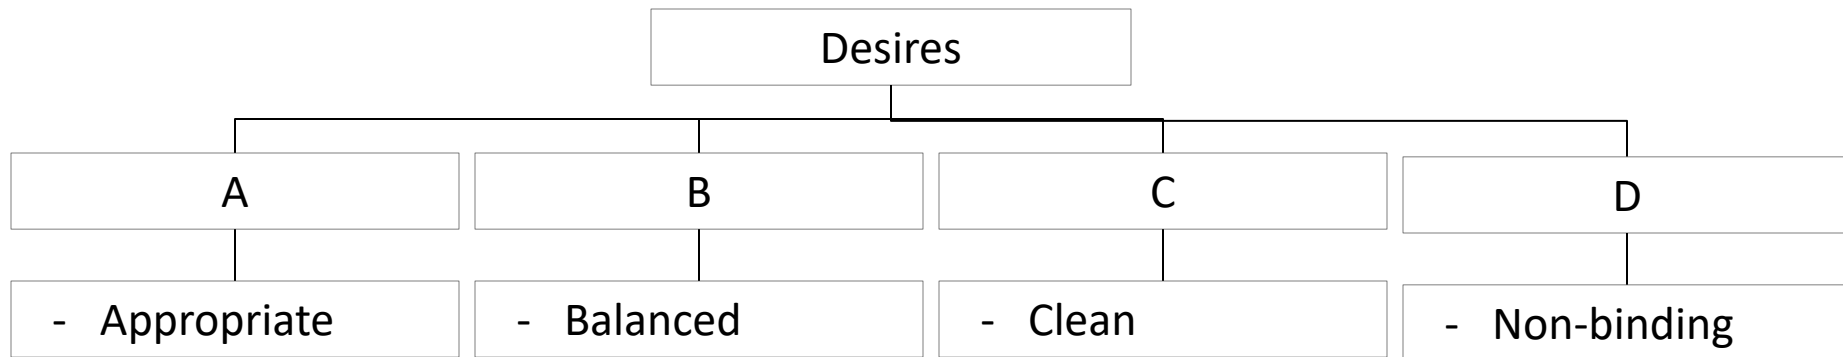 Desires
A
B
C
D
- Appropriate
- Balanced
- Clean
- Non-binding